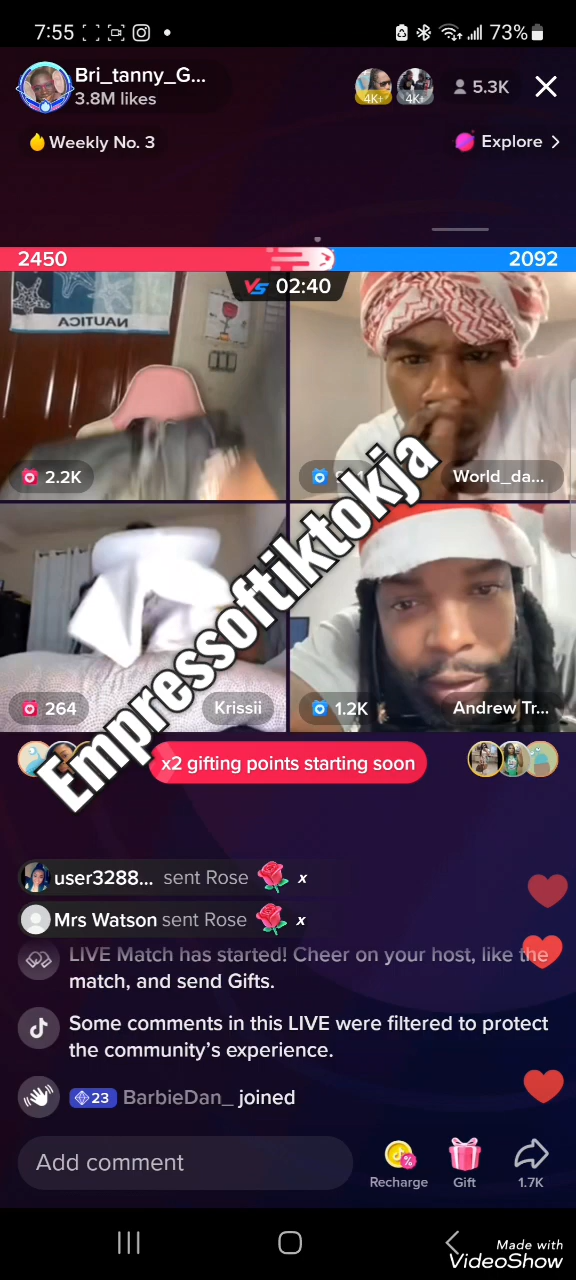 7:55
73%
Bri_tanny_G...
3.8M likes
4K+
4K+
5.3K
Weekly No. 3
Explore
2450
2092
VS 02:40
NAUTICA
2.2K
World_da...
Empressoftiktokja
264
Krissii
1.2K
Andrew Tr...
x2 gifting points starting soon
user3288... sent Rose x
Mrs Watson sent Rose x
LIVE Match has started! Cheer on your host, like the
match, and send Gifts.
Some comments in this LIVE were filtered to protect
the community's experience.
23 BarbieDan_ joined
Add comment
Recharge
Gift
1.7K
Made with
VideoShow